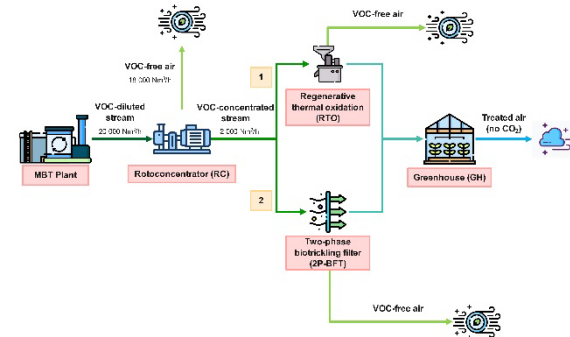 VOC-free air
VOC-free air
18 000 Nm³/h
1
VOC-diluted
stream
20 000 Nm³/h
VOC-concentrated
stream
2 000 Nm³/h
Regenerative
thermal oxidation
(RTO)
Treated air
(no CO₂)
MBT Plant
Rotoconcentrator (RC)
Greenhouse (GH)
2
Two-phase
biotrickling filter
(2P-BFT)
VOC-free air